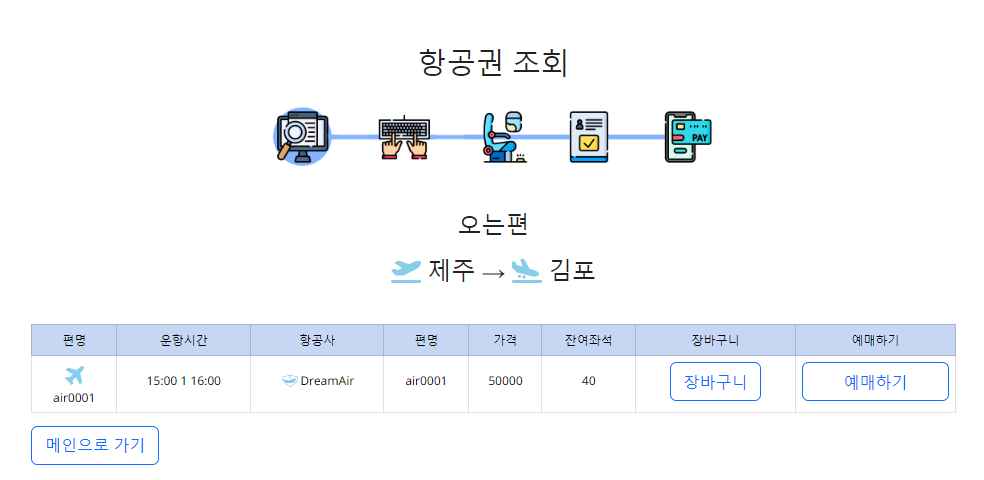 항공권 조회
PAY
오는편
제주 → 김포
편명 운항시간 항공사 편명 가격 잔여좌석 장바구니 예매하기
air0001 15:00 1 16:00 DreamAir air0001 50000 40 장바구니 예매하기
메인으로 가기